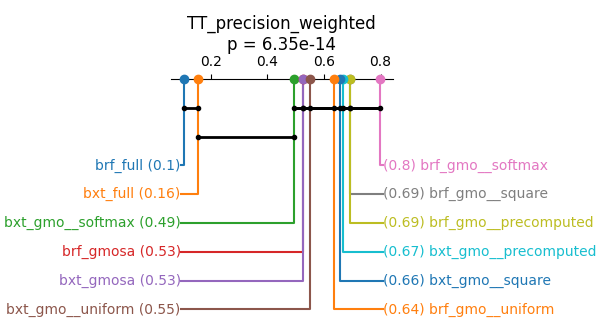 TT_precision_weighted
p = 6.35e-14
0.2 0.4 0.6 0.8
brf_full (0.1)
(0.8) brf_gmo__softmax
bxt_full (0.16)
(0.69) brf_gmo__square
bxt_gmo__softmax (0.49)
(0.69) brf_gmo__precomputed
brf_gmosa (0.53)
(0.67) bxt_gmo__precomputed
bxt_gmosa (0.53)
(0.66) bxt_gmo__square
bxt_gmo__uniform (0.55)
(0.64) brf_gmo__uniform